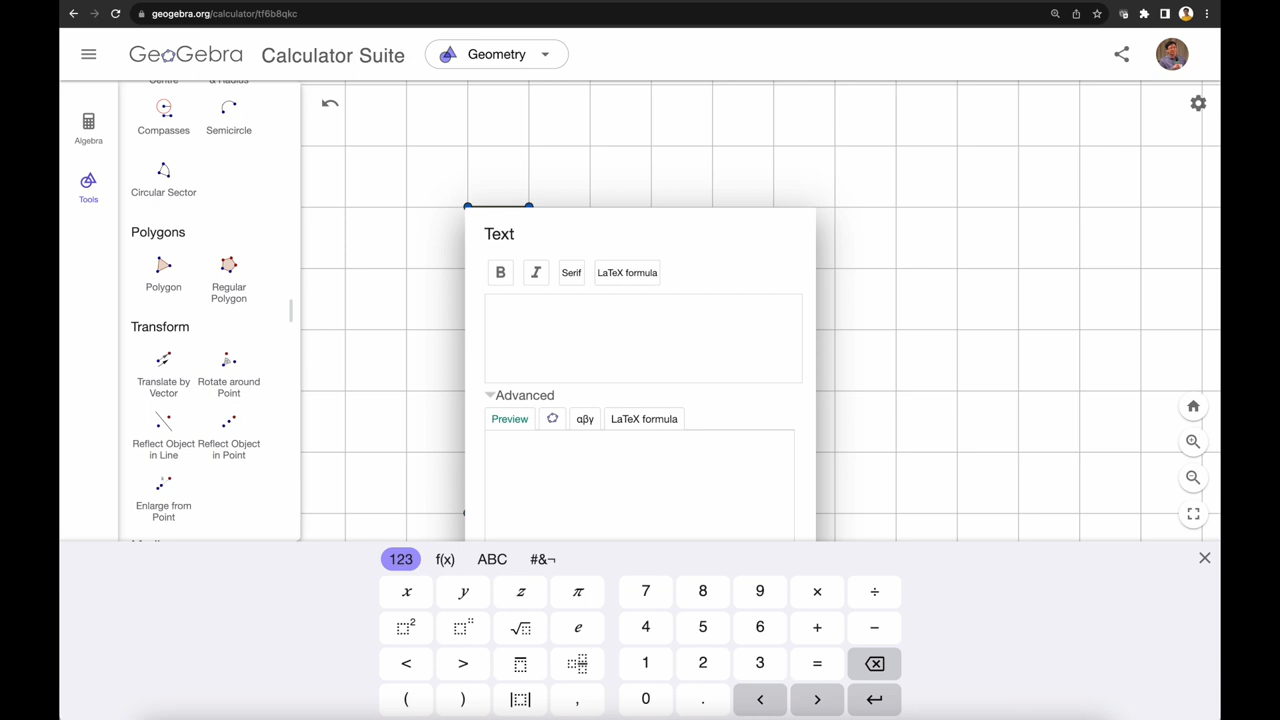 geogebra.org/calculator/tf6b8qkc
GeoGebra
Calculator Suite
Geometry
Algebra
Tools
Centre
& Radius
Compasses
Semicircle
Circular Sector
Polygons
Polygon
Regular
Polygon
Transform
Translate by
Vector
Rotate around
Point
Reflect Object
in Line
Reflect Object
in Point
Enlarge from
Point
Text
B
I
Serif
LaTeX formula
Advanced
Preview
αβγ
LaTeX formula
123
f(x)
ABC
#&¬
x y z π 7 8 9 × ÷
2 √ e 4 5 6 + −
< > 1 2 3 =
( ) , 0 . < >